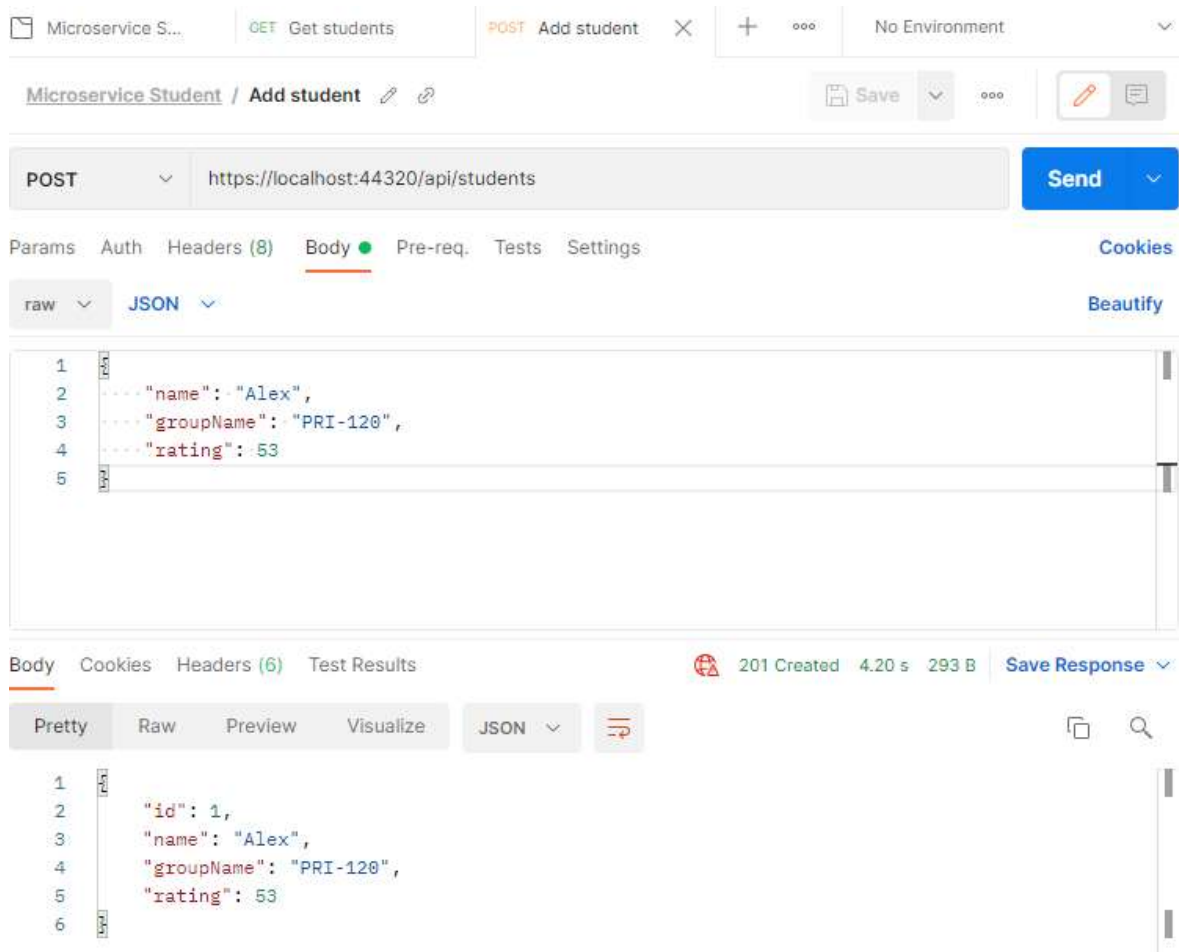 Microservice S... GET Get students POST Add student No Environment
Microservice Student / Add student Save
POST https://localhost:44320/api/students Send
Params Auth Headers (8) Body Pre-req. Tests Settings Cookies
raw JSON Beautify
1 {
2 "name": "Alex",
3 "groupName": "PRI-120",
4 "rating": 53
5 }
Body Cookies Headers (6) Test Results 201 Created 4.20 s 293 B Save Response
Pretty Raw Preview Visualize JSON
1 {
2 "id": 1,
3 "name": "Alex",
4 "groupName": "PRI-120",
5 "rating": 53
6 }